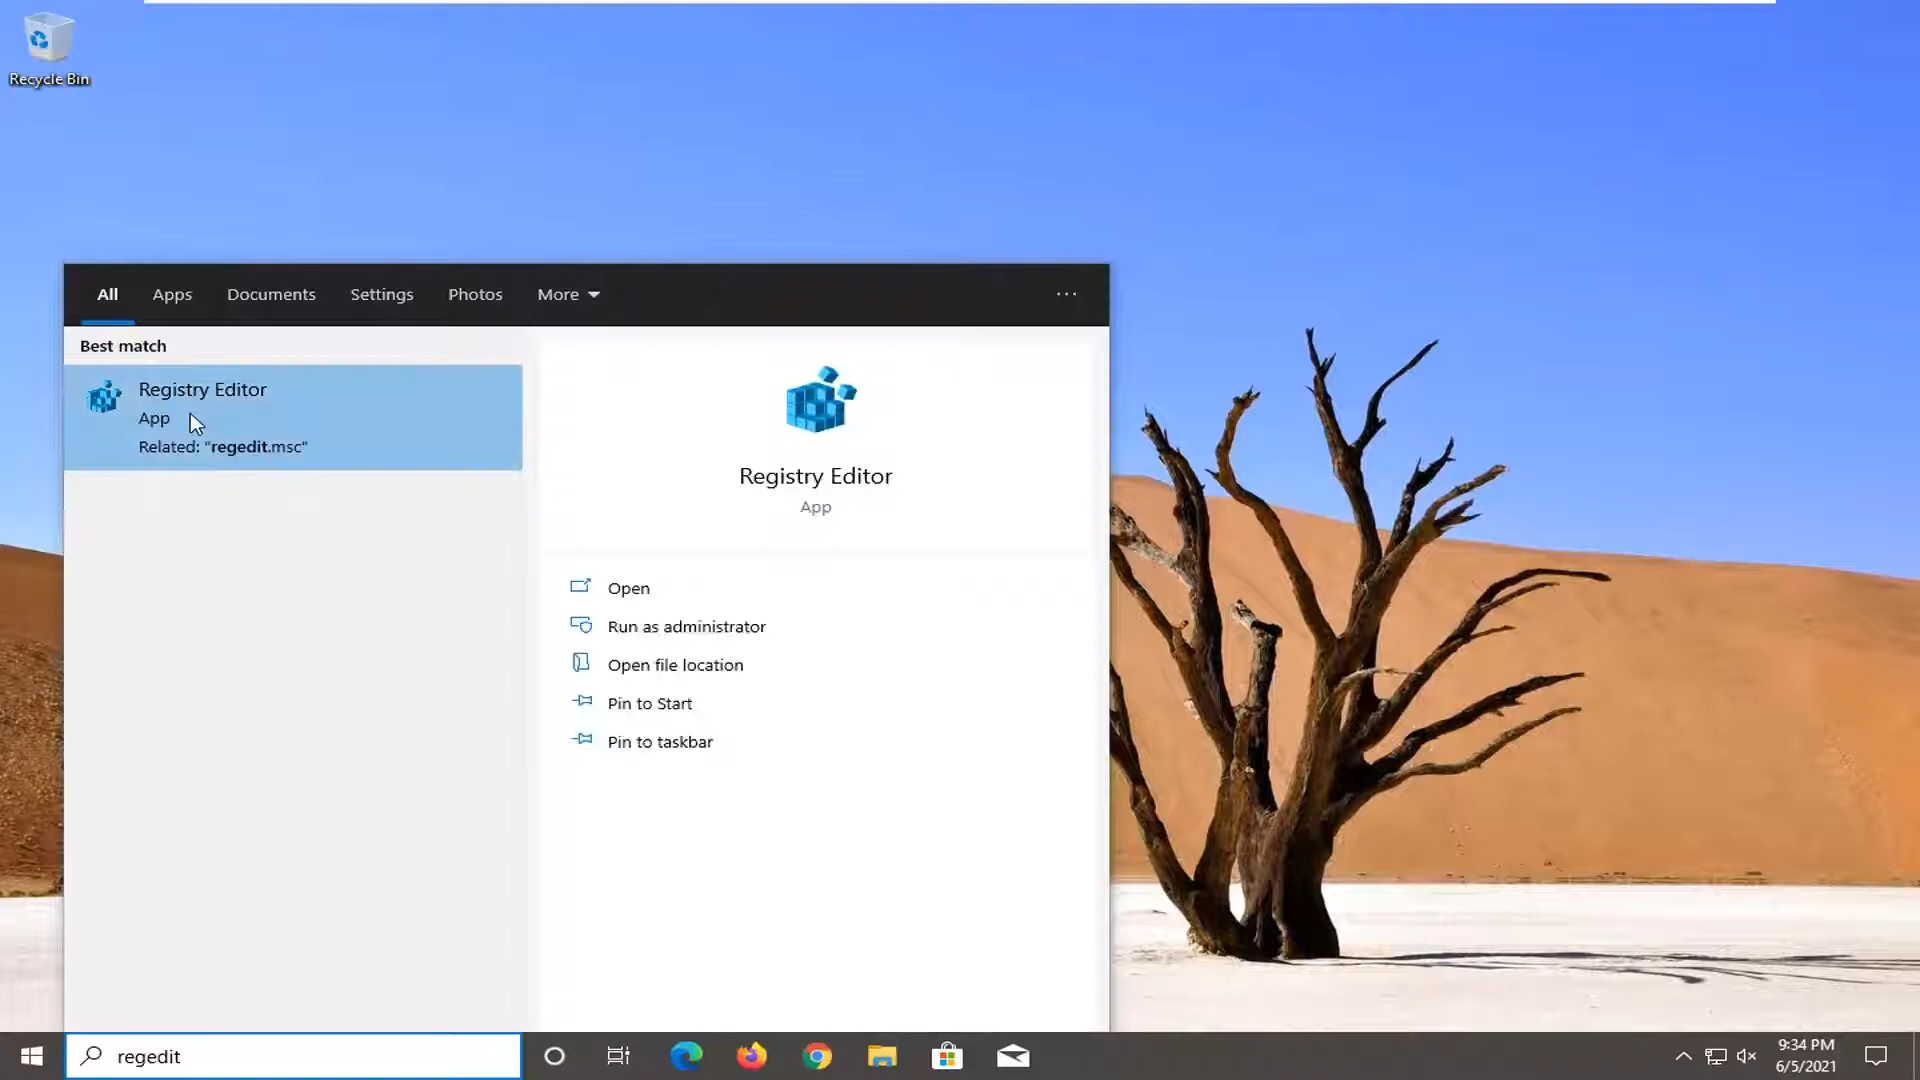 Recycle Bin
All Apps Documents Settings Photos More ...
Best match
Registry Editor
App
Related: "regedit.msc"
Registry Editor
App
Open
Run as administrator
Open file location
Pin to Start
Pin to taskbar
regedit
9:34 PM
6/5/2021